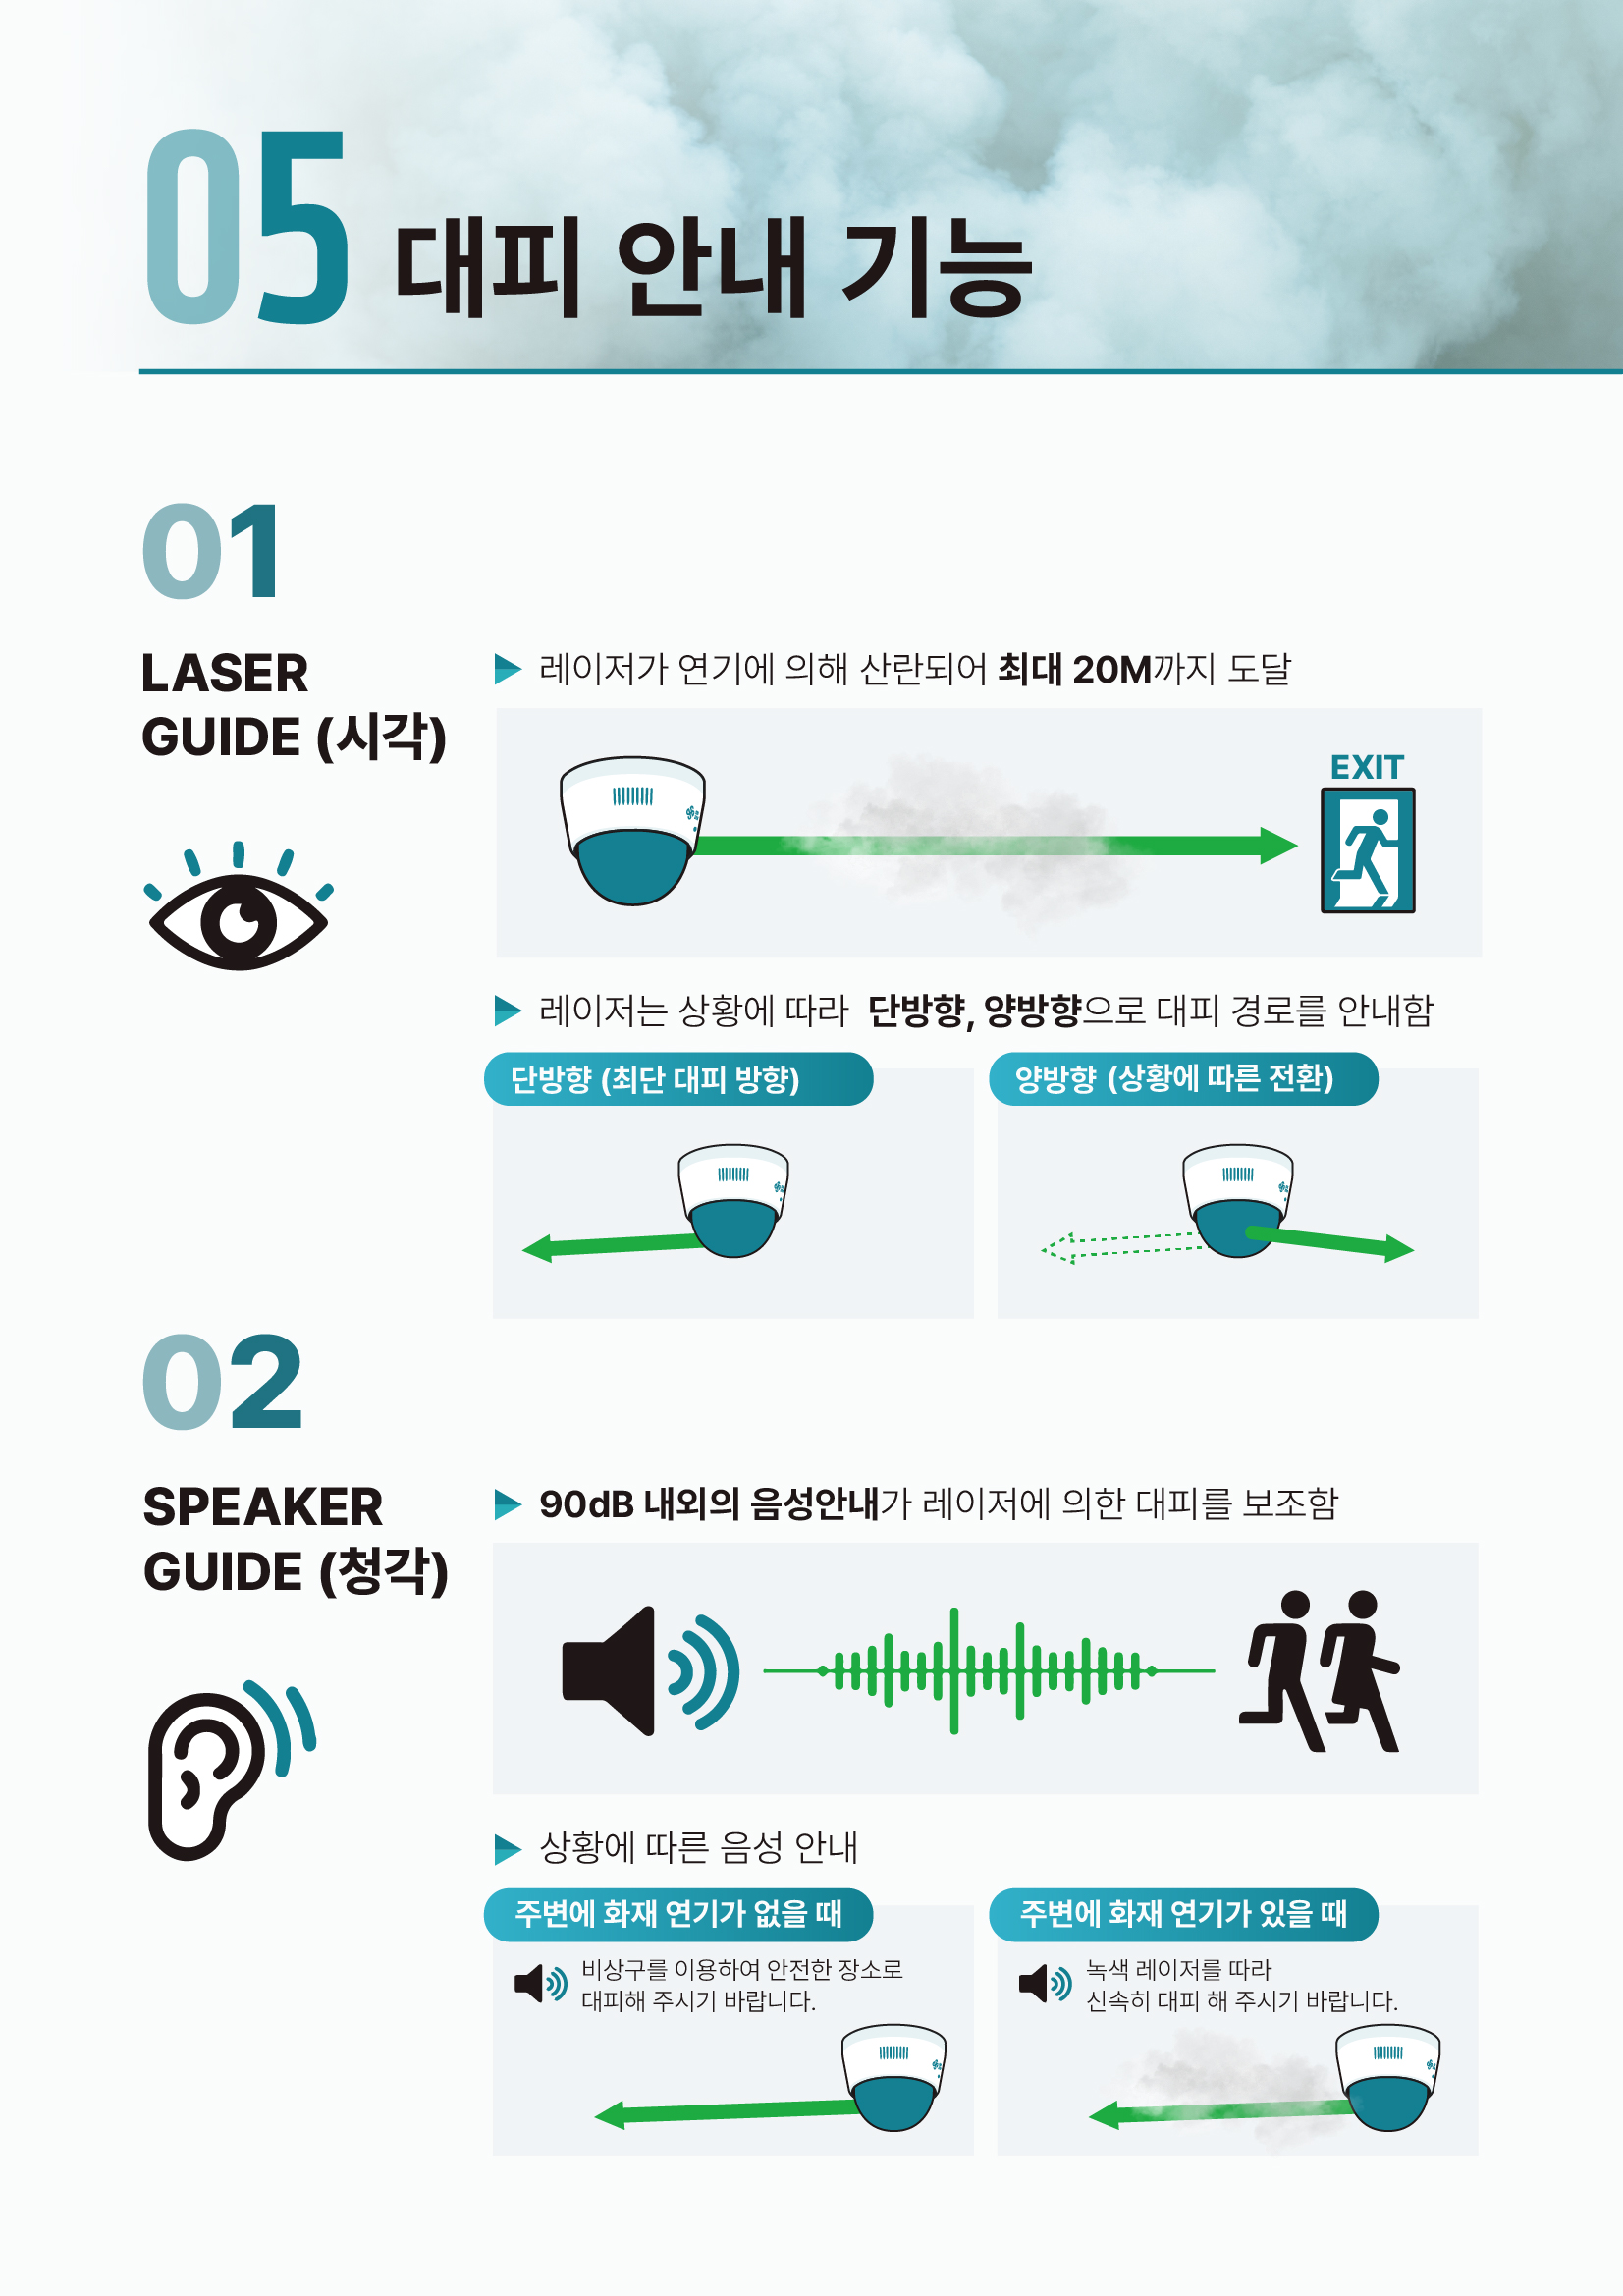 05 대피 안내 기능
01
LASER
GUIDE (시각)
레이저가 연기에 의해 산란되어 최대 20M까지 도달
EXIT
레이저는 상황에 따라 단방향, 양방향으로 대피 경로를 안내함
단방향 (최단 대피 방향)
양방향 (상황에 따른 전환)
02
SPEAKER
GUIDE (청각)
90dB 내외의 음성안내가 레이저에 의한 대피를 보조함
상황에 따른 음성 안내
주변에 화재 연기가 없을 때
비상구를 이용하여 안전한 장소로
대피해 주시기 바랍니다.
주변에 화재 연기가 있을 때
녹색 레이저를 따라
신속히 대피 해 주시기 바랍니다.